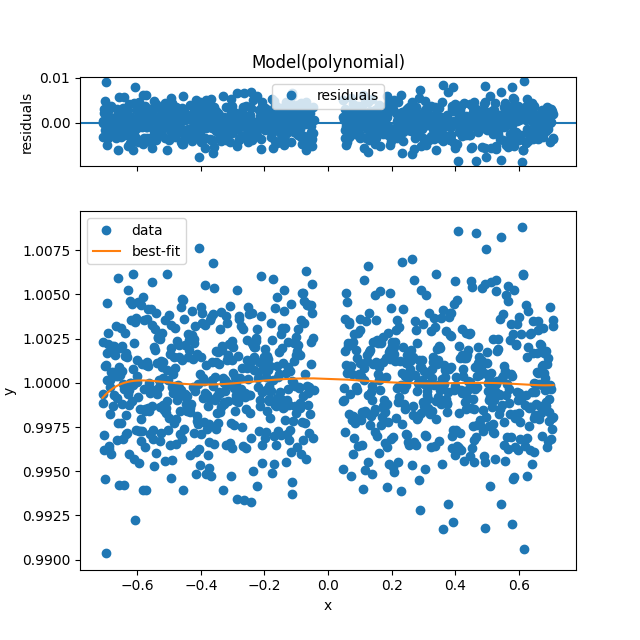 Model(polynomial)
0.01
0.00
residuals
residuals
data
best-fit
1.0075
1.0050
1.0025
1.0000
0.9975
0.9950
0.9925
0.9900
y
−0.6 −0.4 −0.2 0.0 0.2 0.4 0.6
x